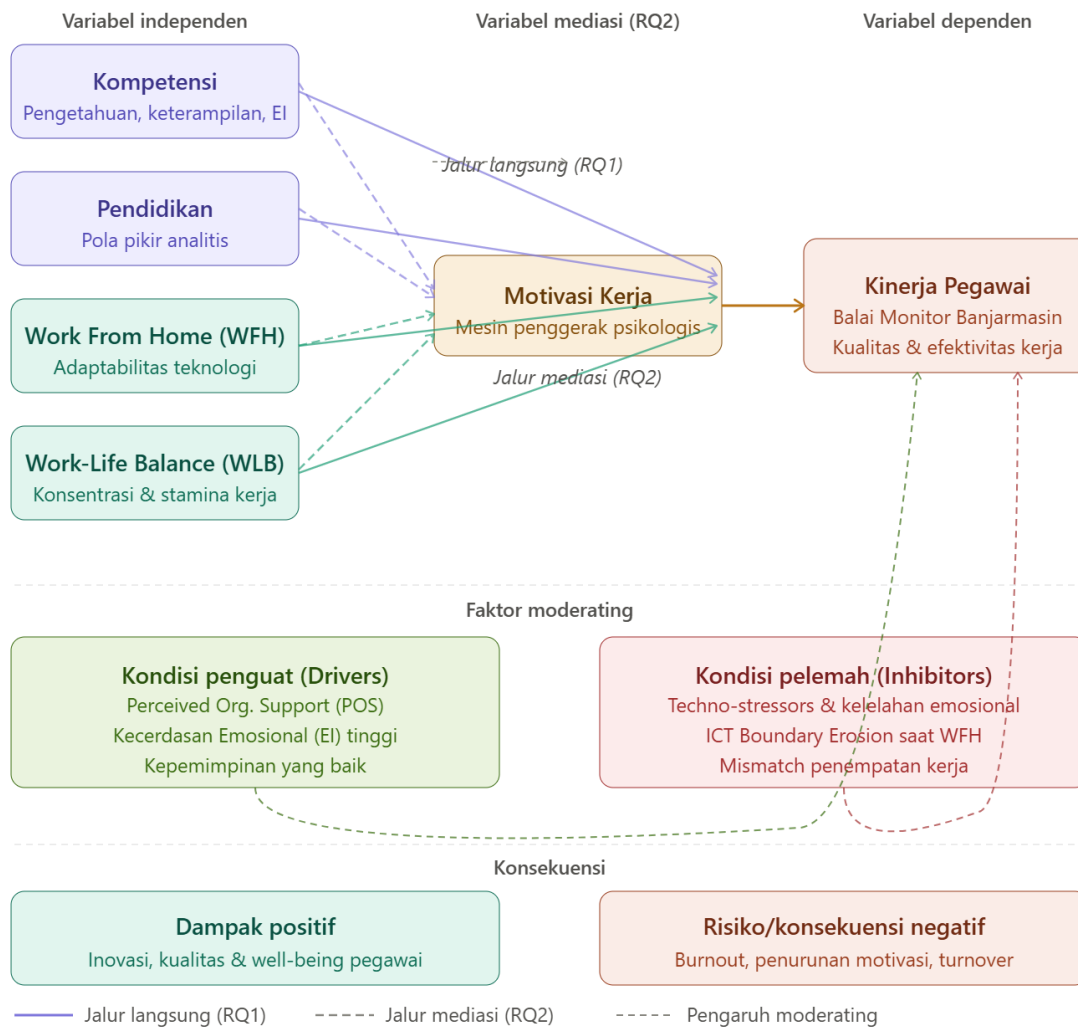 Variabel independen
Variabel mediasi (RQ2)
Variabel dependen
Kompetensi
Pengetahuan, keterampilan, EI
Jalur langsung (RQ1)
Pendidikan
Pola pikir analitis
Motivasi Kerja
Mesin penggerak psikologis
Kinerja Pegawai
Balai Monitor Banjarmasin
Kualitas & efektivitas kerja
Work From Home (WFH)
Adaptabilitas teknologi
Jalur mediasi (RQ2)
Work-Life Balance (WLB)
Konsentrasi & stamina kerja
Faktor moderating
Kondisi penguat (Drivers)
Perceived Org. Support (POS)
Kecerdasan Emosional (EI) tinggi
Kepemimpinan yang baik
Kondisi pelemah (Inhibitors)
Techno-stressors & kelelahan emosional
ICT Boundary Erosion saat WFH
Mismatch penempatan kerja
Konsekuensi
Dampak positif
Inovasi, kualitas & well-being pegawai
Risiko/konsekuensi negatif
Burnout, penurunan motivasi, turnover
Jalur langsung (RQ1)
Jalur mediasi (RQ2)
Pengaruh moderating